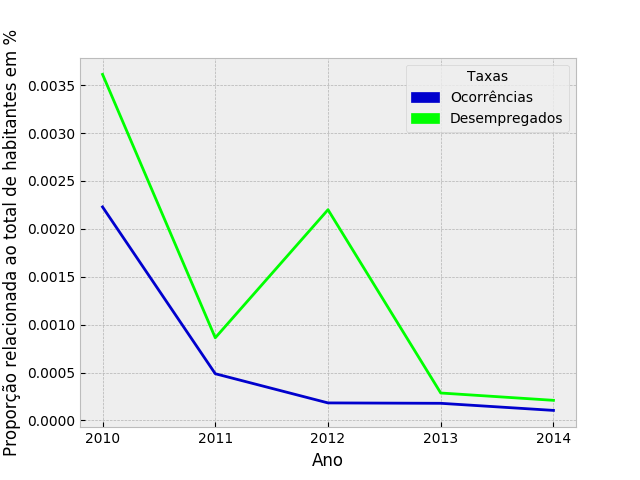 Proporção relacionada ao total de habitantes em %
0.0035
0.0030
0.0025
0.0020
0.0015
0.0010
0.0005
0.0000
Taxas
Ocorrências
Desempregados
2010 2011 2012 2013 2014
Ano